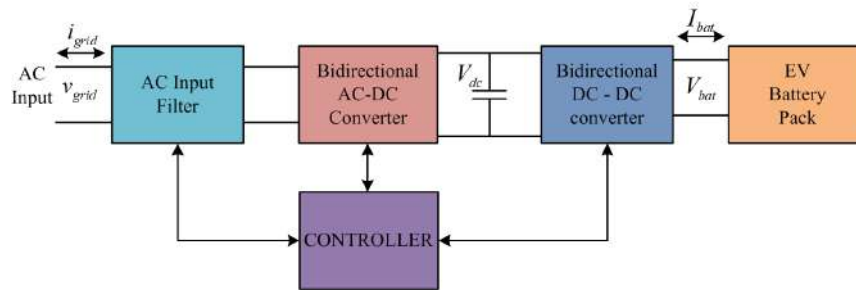 i_grid
AC
Input
v_grid
AC Input
Filter
Bidirectional
AC-DC
Converter
V_dc
Bidirectional
DC - DC
converter
I_bat
V_bat
EV
Battery
Pack
CONTROLLER